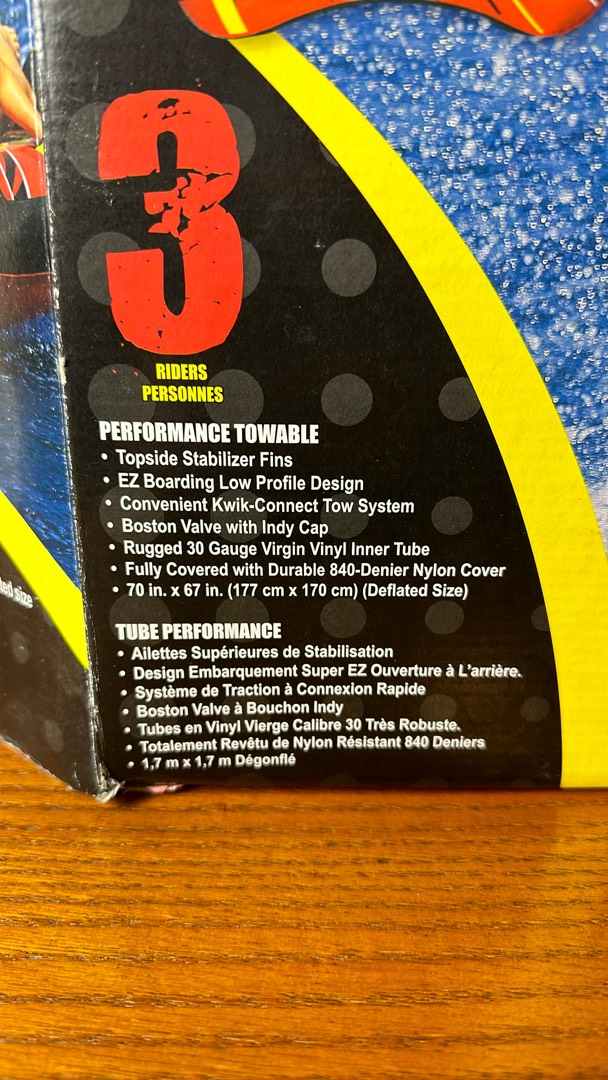 3
RIDERS
PERSONNES
PERFORMANCE TOWABLE
• Topside Stabilizer Fins
• EZ Boarding Low Profile Design
• Convenient Kwik-Connect Tow System
• Boston Valve with Indy Cap
• Rugged 30 Gauge Virgin Vinyl Inner Tube
• Fully Covered with Durable 840-Denier Nylon Cover
• 70 in. x 67 in. (177 cm x 170 cm) (Deflated Size)
size
TUBE PERFORMANCE
• Ailettes Supérieures de Stabilisation
• Design Embarquement Super EZ Ouverture à L'arrière.
• Système de Traction à Connexion Rapide
• Boston Valve à Bouchon Indy
• Tubes en Vinyl Vierge Calibre 30 Très Robuste.
• Totalement Revêtu de Nylon Résistant 840 Deniers
• 1,7 m x 1,7 m Dégonflé